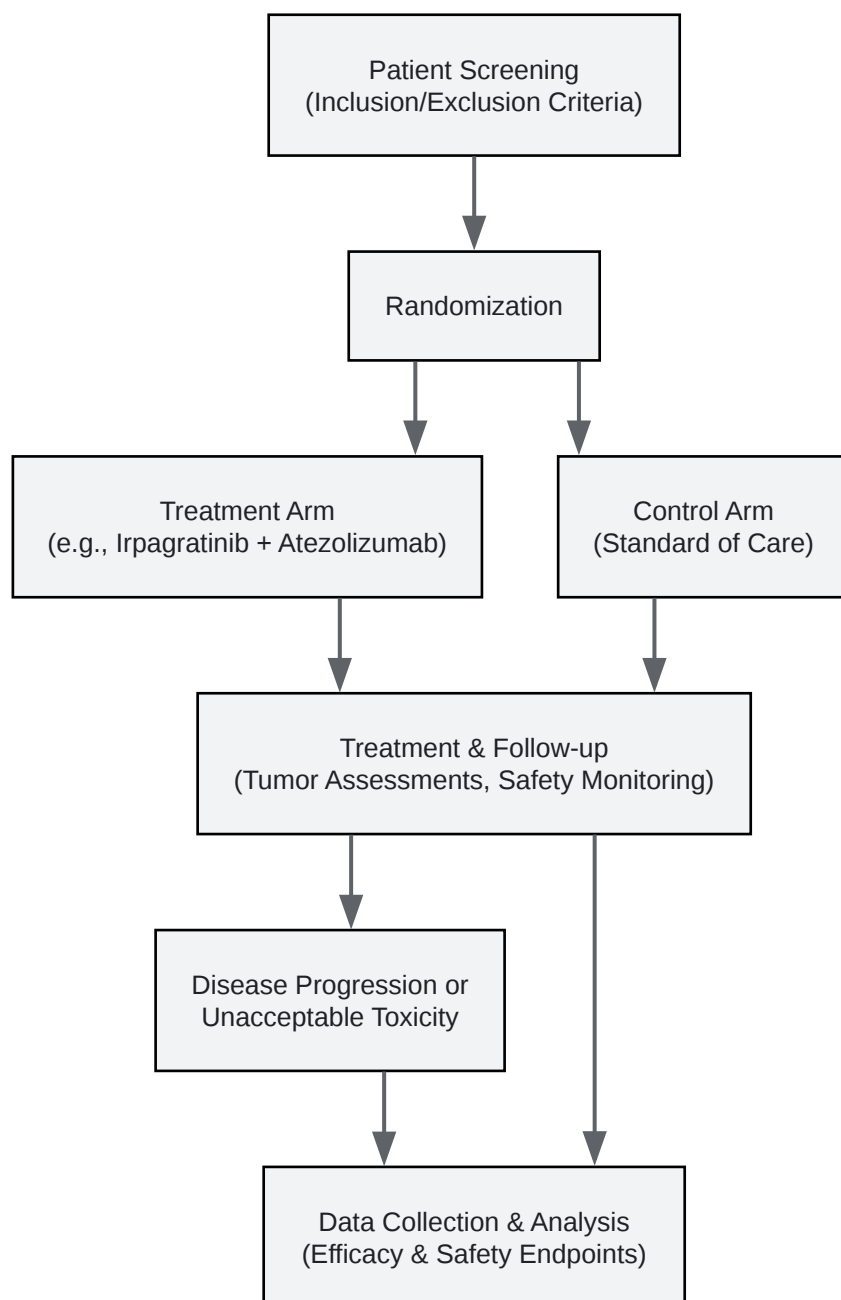 Patient Screening
(Inclusion/Exclusion Criteria)
Randomization
Treatment Arm
(e.g., Irpagratinib + Atezolizumab)
Control Arm
(Standard of Care)
Treatment & Follow-up
(Tumor Assessments, Safety Monitoring)
Disease Progression or
Unacceptable Toxicity
Data Collection & Analysis
(Efficacy & Safety Endpoints)